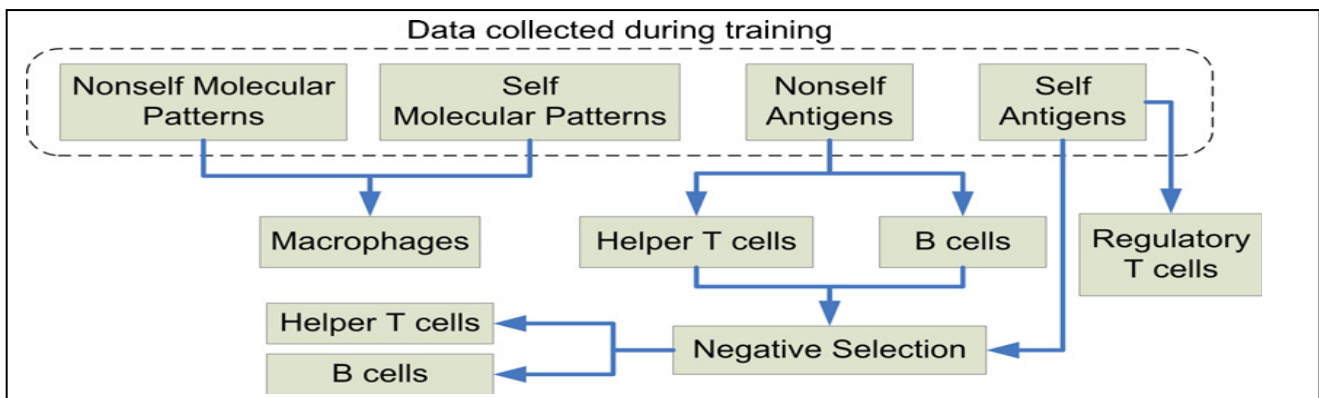 Data collected during training
Nonself Molecular
Patterns
Self
Molecular Patterns
Nonself
Antigens
Self
Antigens
Macrophages
Helper T cells
B cells
Regulatory
T cells
Helper T cells
B cells
Negative Selection